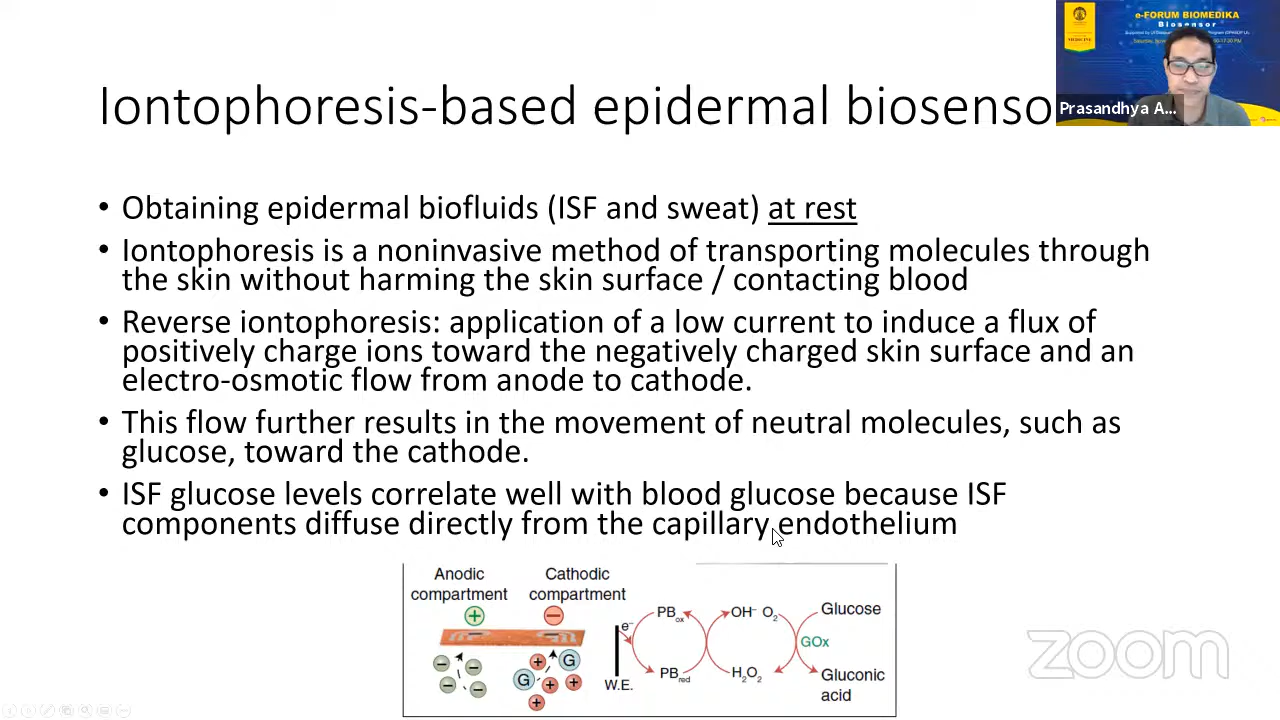 e-FORUM BIOMEDIKA
Biosensor
Prasandhya A...
Iontophoresis-based epidermal biosenso
• Obtaining epidermal biofluids (ISF and sweat) at rest
• Iontophoresis is a noninvasive method of transporting molecules through
the skin without harming the skin surface / contacting blood
• Reverse iontophoresis: application of a low current to induce a flux of
positively charge ions toward the negatively charged skin surface and an
electro-osmotic flow from anode to cathode.
• This flow further results in the movement of neutral molecules, such as
glucose, toward the cathode.
• ISF glucose levels correlate well with blood glucose because ISF
components diffuse directly from the capillary endothelium
Anodic
compartment
Cathodic
compartment
+
−
G
G
e⁻
W.E.
PBox
PBred
OH⁻ O₂
H₂O₂
Glucose
GOx
Gluconic
acid
zoom